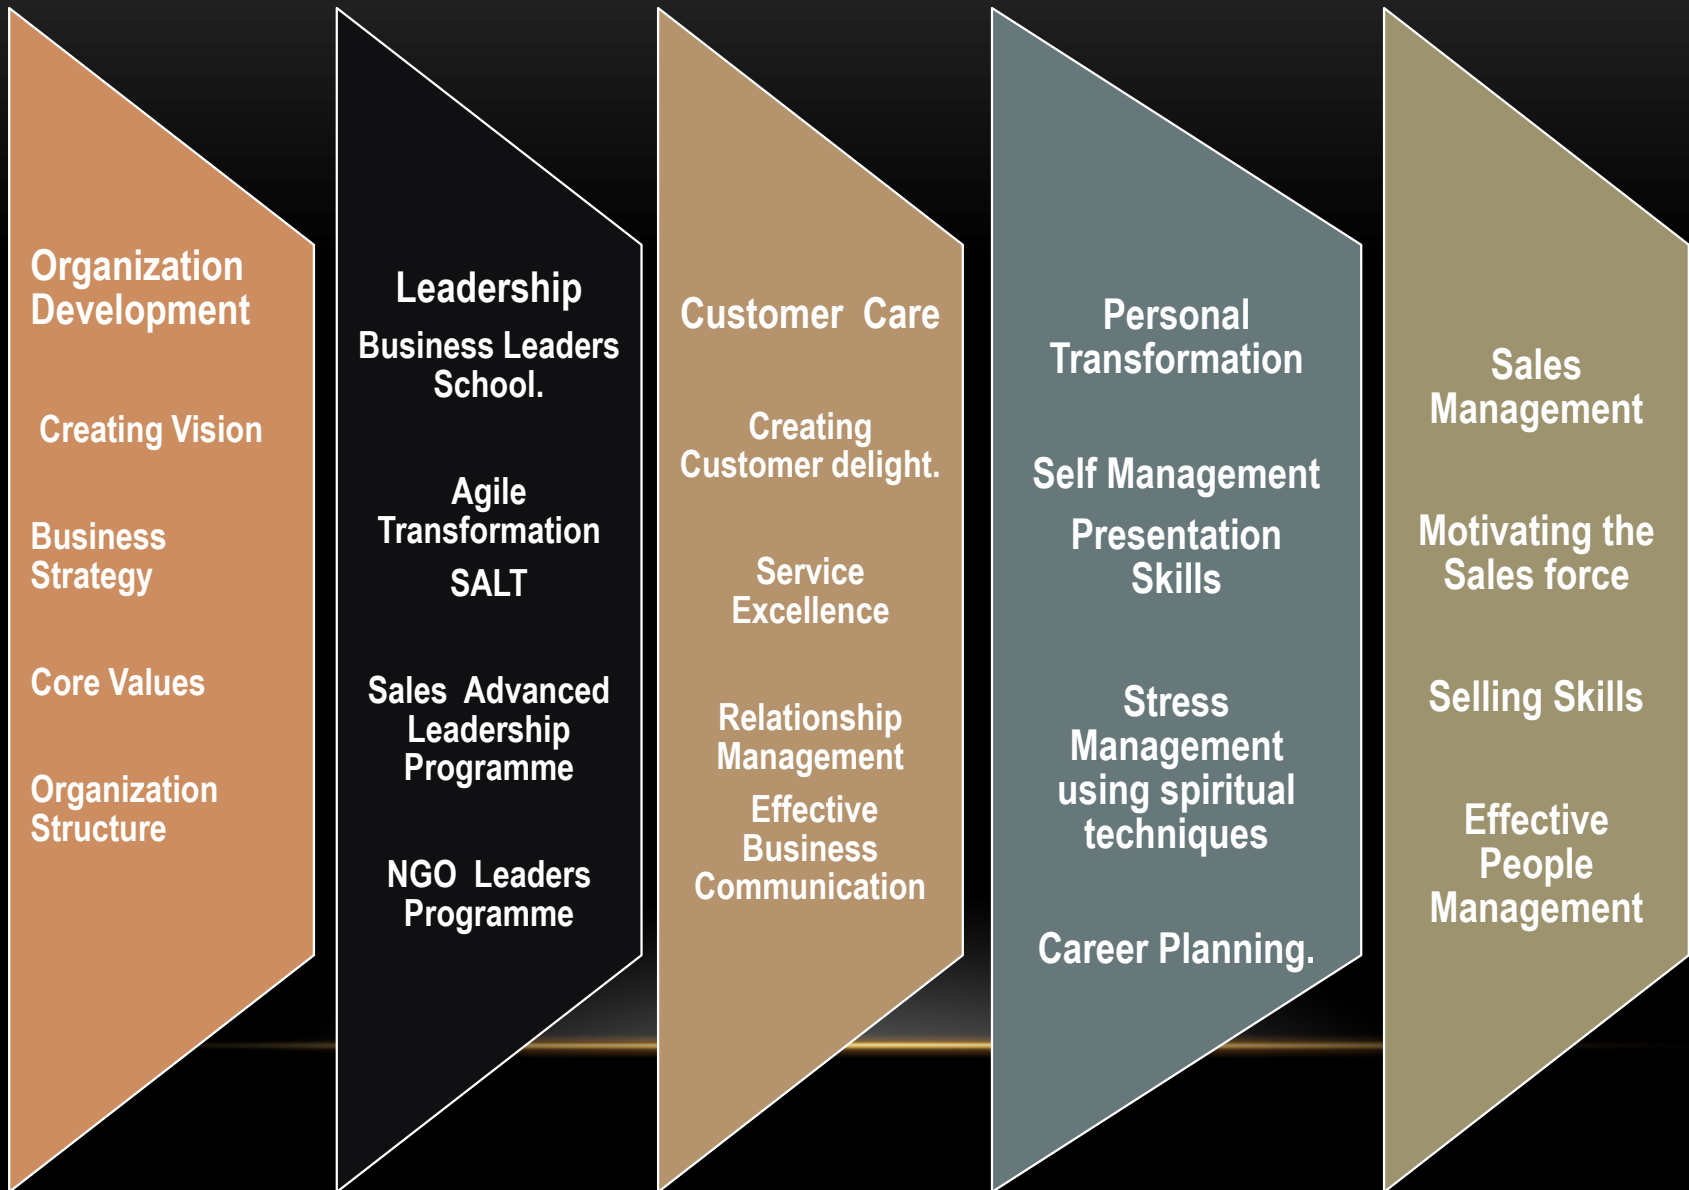 Organization
Development
Creating Vision
Business
Strategy
Core Values
Organization
Structure
Leadership
Business Leaders
School.
Agile
Transformation
SALT
Sales Advanced
Leadership
Programme
NGO Leaders
Programme
Customer Care
Creating
Customer delight.
Service
Excellence
Relationship
Management
Effective
Business
Communication
Personal
Transformation
Self Management
Presentation
Skills
Stress
Management
using spiritual
techniques
Career Planning.
Sales
Management
Motivating the
Sales force
Selling Skills
Effective
People
Management